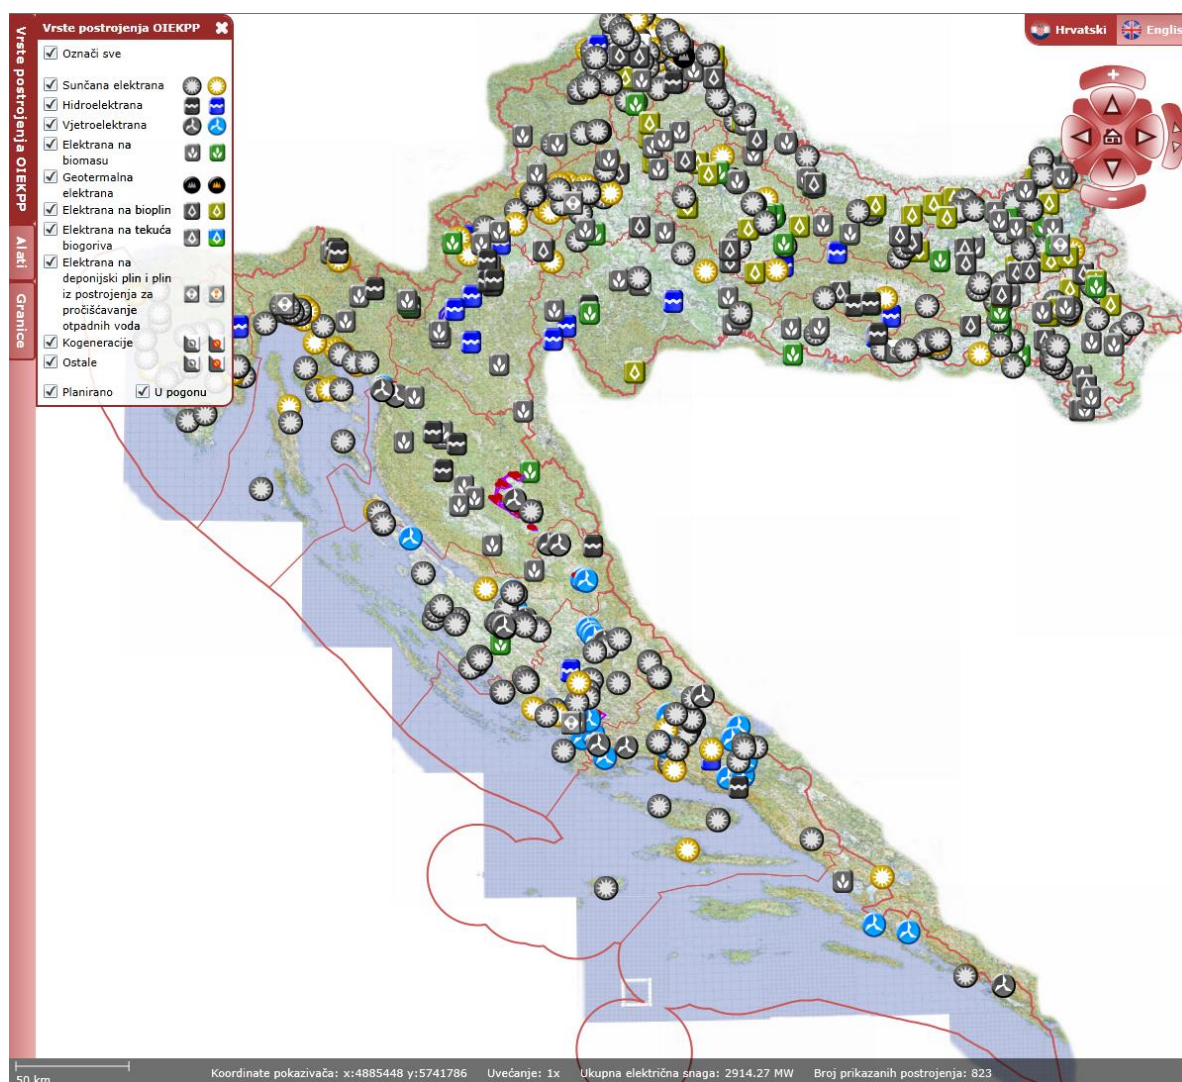 Vrste postrojenja OIEKPP
Alati
Granice
Vrste postrojenja OIEKPP
Označi sve
Sunčana elektrana
Hidroelektrana
Vjetroelektrana
Elektrana na
biomasu
Geotermalna
elektrana
Elektrana na bioplin
Elektrana na tekuća
biogoriva
Elektrana na
deponijski plin i plin
iz postrojenja za
pročišćavanje
otpadnih voda
Kogeneracije
Ostale
Planirano U pogonu
Hrvatski Englis
50 km
Koordinate pokazivača: x:4885448 y:5741786 Uvećanje: 1x Ukupna električna snaga: 2914.27 MW Broj prikazanih postrojenja: 823